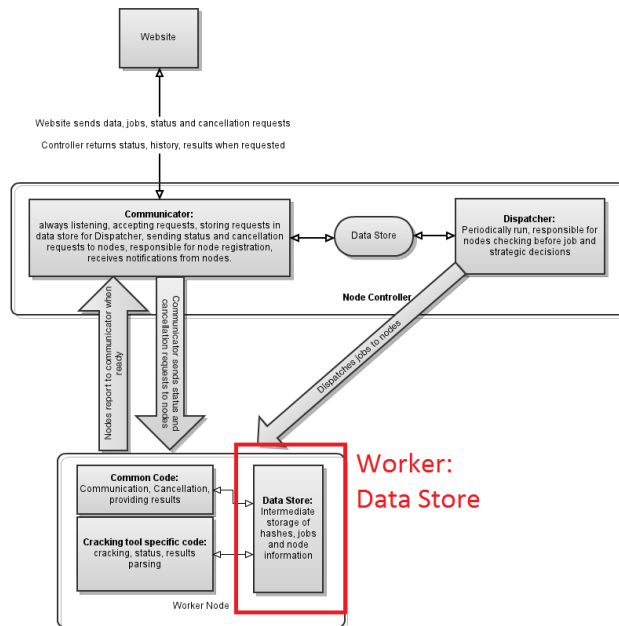 Website
Website sends data, jobs, status and cancellation requests
Controller returns status, history, results when requested
Communicator:
always listening, accepting requests, storing requests in
data store for Dispatcher, sending status and cancellation
requests to nodes, responsible for node registration,
receives notifications from nodes.
Data Store
Dispatcher:
Periodically run, responsible for
nodes checking before job and
strategic decisions
Node Controller
Nodes report to communicator when
ready
Communicator sends status and
cancellation requests to nodes
Dispatches jobs to nodes
Common Code:
Communication, Cancellation,
providing results
Cracking tool specific code:
cracking, status, results
parsing
Data Store:
Intermediate
storage of
hashes, jobs
and node
information
Worker Node
Worker:
Data Store